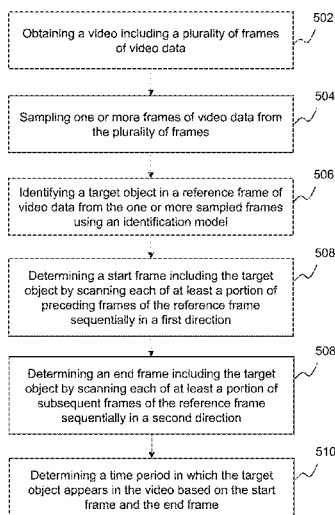 502
Obtaining a video including a plurality of frames
of video data
504
Sampling one or more frames of video data from
the plurality of frames
506
Identifying a target object in a reference frame of
video data from the one or more sampled frames
using an identification model
508
Determining a start frame including the target
object by scanning each of at least a portion of
preceding frames of the reference frame
sequentially in a first direction
508
Determining an end frame including the target
object by scanning each of at least a portion of
subsequent frames of the reference frame
sequentially in a second direction
510
Determining a time period in which the target
object appears in the video based on the start
frame and the end frame